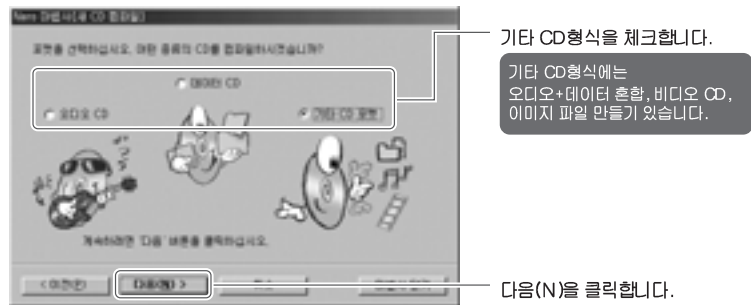 Nero 마법사(새 CD 컴파일)
포켓을 선택하십시오. 어떤 종류의 CD를 컴파일하시겠습니까?
데이터 CD
오디오 CD
기타 CD 포켓
계속하려면 '다음' 버튼을 클릭하십시오.
< 이전(P)
다음(N) >
취소
기타 CD형식을 체크합니다.
기타 CD형식에는
오디오+데이터 혼합, 비디오 CD,
이미지 파일 만들기 있습니다.
다음(N)을 클릭합니다.